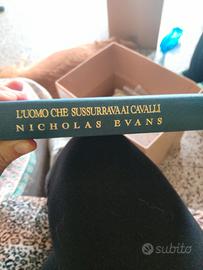 L'UOMO CHE SUSSURRAVA AI CAVALLI
NICHOLAS EVANS
subito